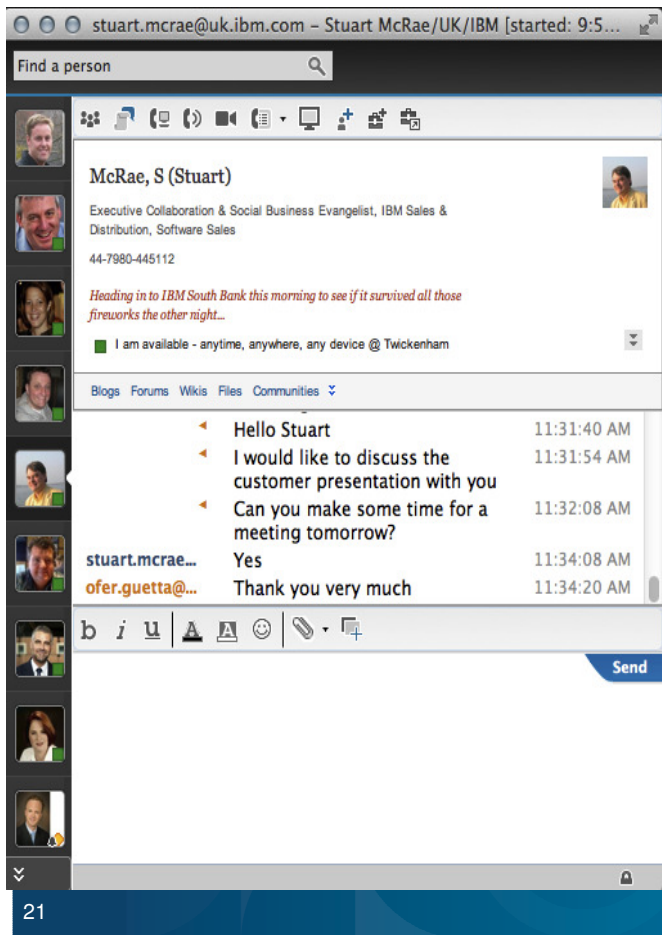 stuart.mcrae@uk.ibm.com – Stuart McRae/UK/IBM [started: 9:5...
Find a person
McRae, S (Stuart)
Executive Collaboration & Social Business Evangelist, IBM Sales &
Distribution, Software Sales
44-7980-445112
Heading in to IBM South Bank this morning to see if it survived all those
fireworks the other night...
I am available - anytime, anywhere, any device @ Twickenham
Blogs Forums Wikis Files Communities
Hello Stuart 11:31:40 AM
I would like to discuss the 11:31:54 AM
customer presentation with you
Can you make some time for a 11:32:08 AM
meeting tomorrow?
stuart.mcrae... Yes 11:34:08 AM
ofer.guetta@... Thank you very much 11:34:20 AM
b i u A A
Send
21